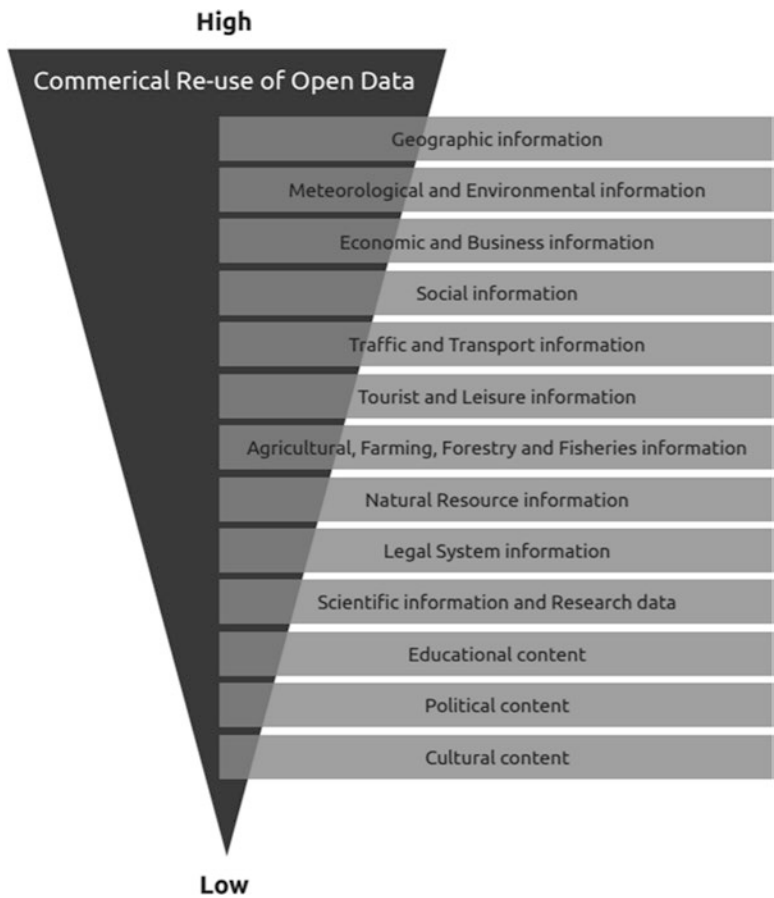 High
Commerical Re-use of Open Data
Geographic information
Meteorological and Environmental information
Economic and Business information
Social information
Traffic and Transport information
Tourist and Leisure information
Agricultural, Farming, Forestry and Fisheries information
Natural Resource information
Legal System information
Scientific information and Research data
Educational content
Political content
Cultural content
Low